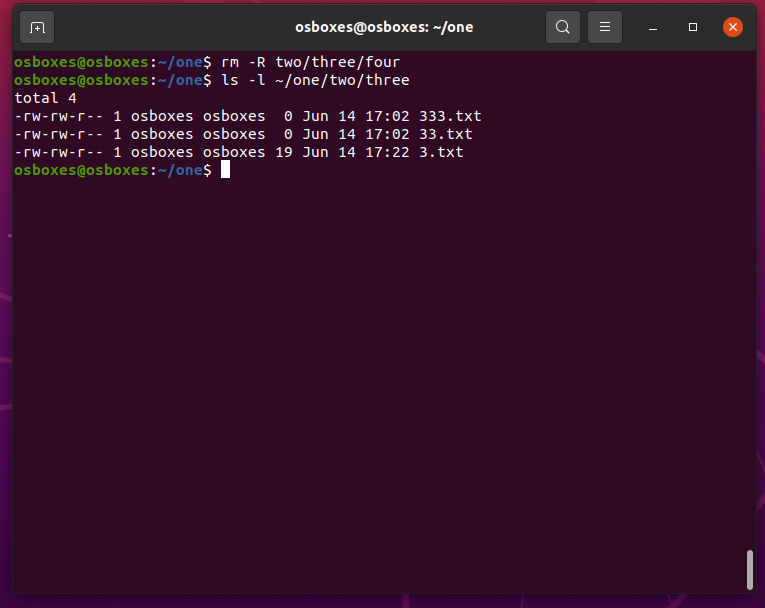 osboxes@osboxes: ~/one
osboxes@osboxes:~/one$ rm -R two/three/four
osboxes@osboxes:~/one$ ls -l ~/one/two/three
total 4
-rw-rw-r-- 1 osboxes osboxes  0 Jun 14 17:02 333.txt
-rw-rw-r-- 1 osboxes osboxes  0 Jun 14 17:02 33.txt
-rw-rw-r-- 1 osboxes osboxes 19 Jun 14 17:22 3.txt
osboxes@osboxes:~/one$